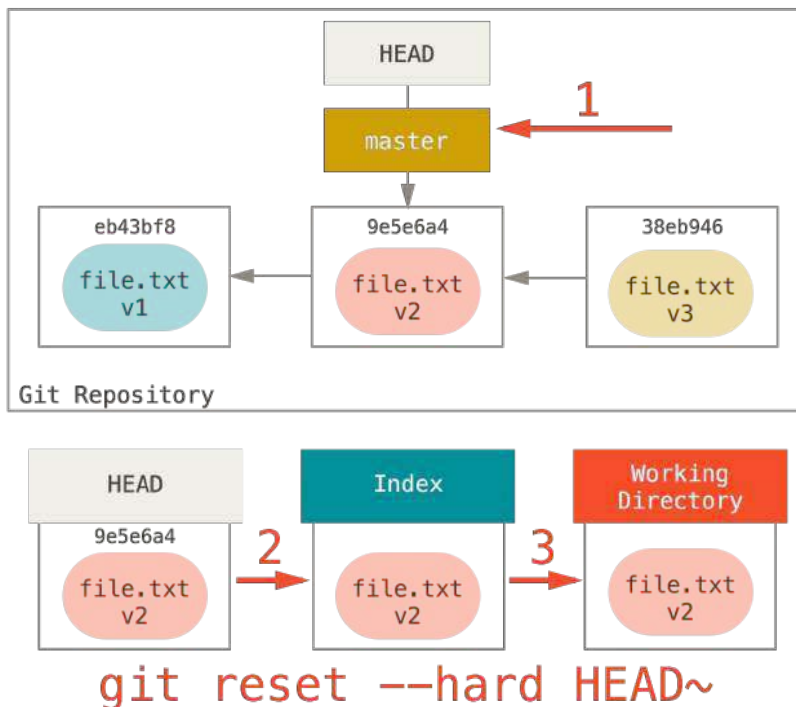 HEAD
1
master
eb43bf8
9e5e6a4
38eb946
file.txt
v1
file.txt
v2
file.txt
v3
Git Repository
HEAD
Index
Working
Directory
9e5e6a4
2
3
file.txt
v2
file.txt
v2
file.txt
v2
git reset --hard HEAD~